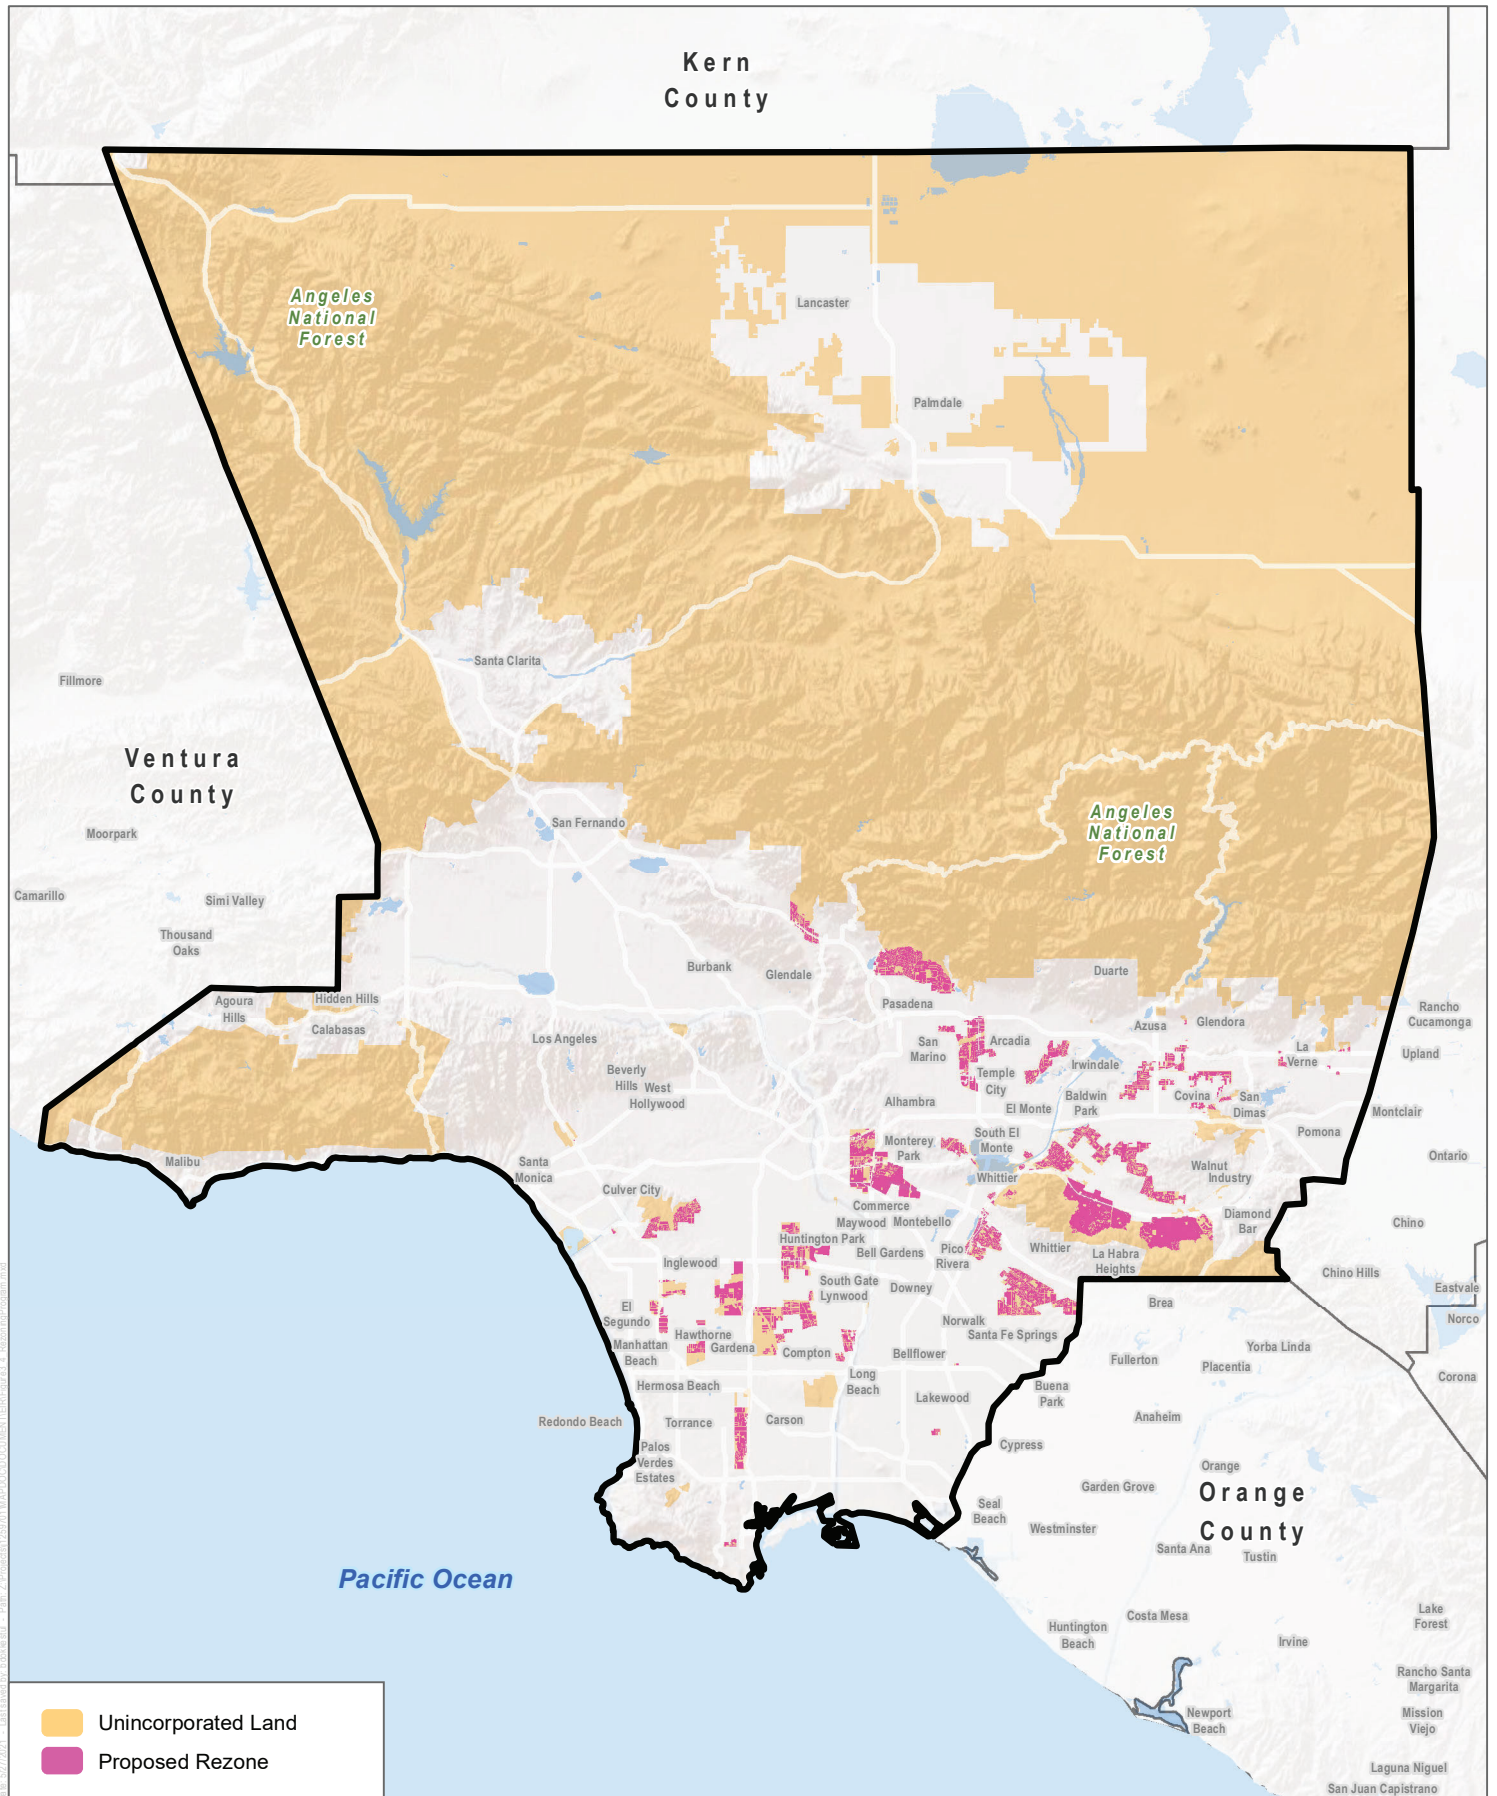 Kern
County
Angeles
National
Forest
Lancaster
Palmdale
Santa Clarita
Fillmore
Ventura
County
Moorpark
San Fernando
Angeles
National
Forest
Camarillo
Simi Valley
Thousand
Oaks
Burbank
Glendale
Duarte
Pasadena
Agoura
Hills
Hidden Hills
Calabasas
Los Angeles
San
Marino
Arcadia
Azusa
Glendora
Rancho
Cucamonga
La
Verne
Upland
Beverly
Hills
West
Hollywood
Temple
City
Irwindale
Alhambra
El Monte
Baldwin
Park
Covina
San
Dimas
Montclair
Pomona
Monterey
Park
South El
Monte
Ontario
Malibu
Santa
Monica
Culver City
Whittier
Walnut
Industry
Commerce
Maywood
Montebello
Diamond
Bar
Chino
Huntington Park
Bell Gardens
Pico
Rivera
Whittier
La Habra
Heights
Inglewood
South Gate
Lynwood
Downey
Chino Hills
Eastvale
Norco
El
Segundo
Brea
Norwalk
Santa Fe Springs
Hawthorne
Manhattan
Beach
Gardena
Compton
Bellflower
Fullerton
Yorba Linda
Placentia
Corona
Hermosa Beach
Long
Beach
Lakewood
Buena
Park
Redondo Beach
Torrance
Carson
Anaheim
Palos
Verdes
Estates
Cypress
Orange
Garden Grove
Orange
County
Seal
Beach
Westminster
Santa Ana
Tustin
Pacific Ocean
Costa Mesa
Huntington
Beach
Irvine
Lake
Forest
Rancho Santa
Margarita
Newport
Beach
Mission
Viejo
Laguna Niguel
San Juan Capistrano
Unincorporated Land
Proposed Rezone